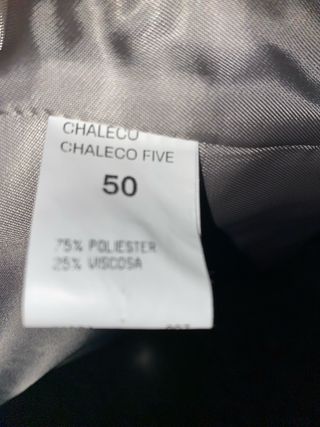 CHALECO
CHALECO FIVE
50
75% POLIESTER
25% VISCOSA